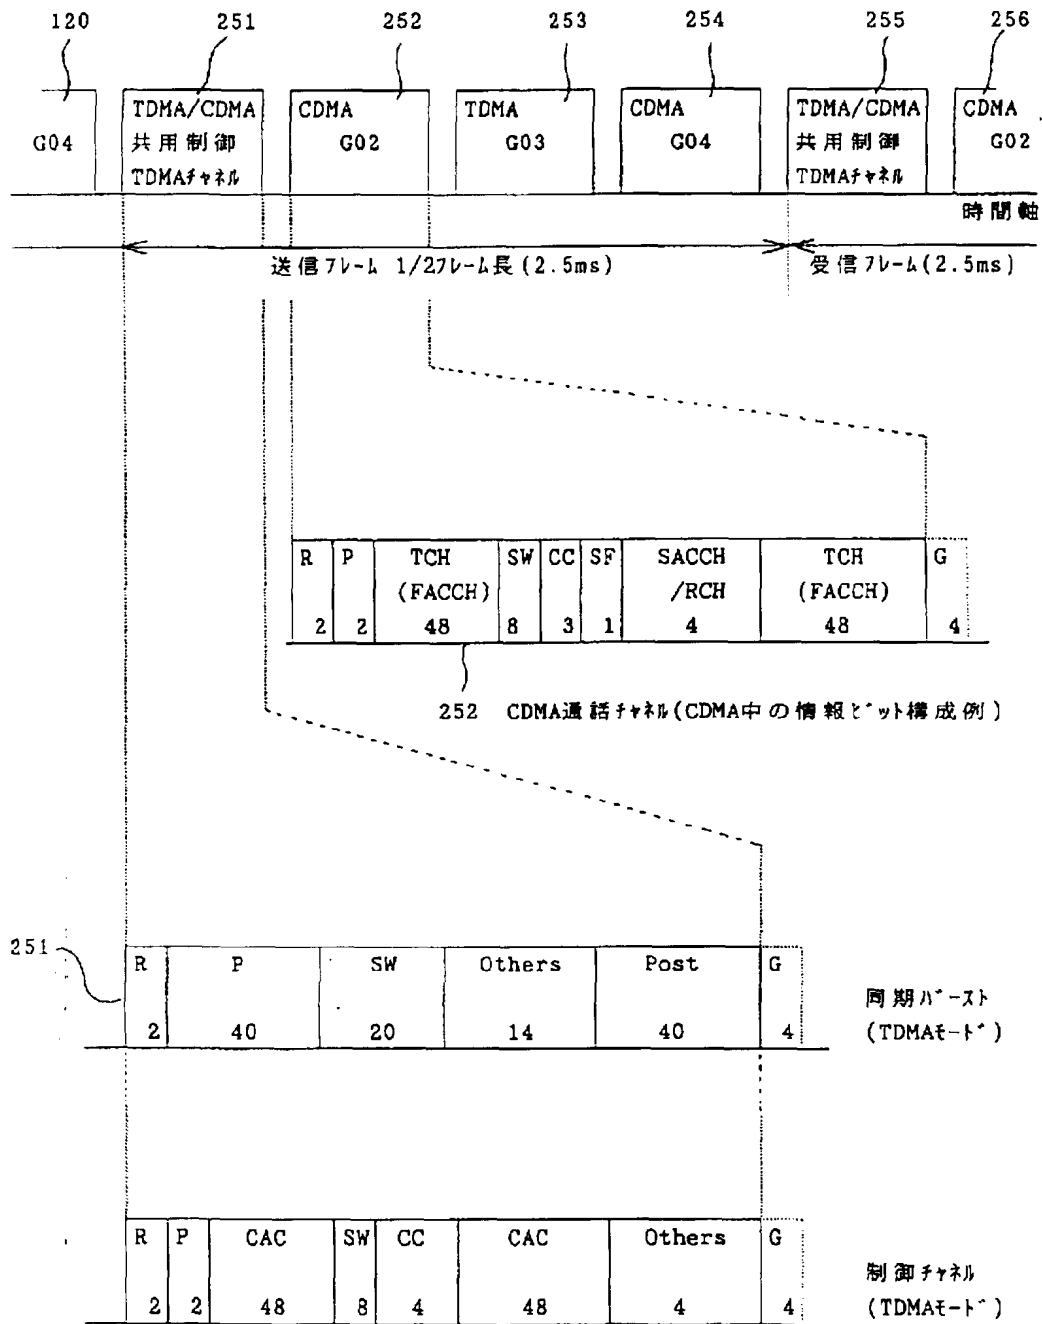 120 251 252 253 254 255 256
TDMA/CDMA CDMA TDMA CDMA TDMA/CDMA CDMA
G04 共用制御 G02 G03 G04 共用制御 G02
TDMAチャネル TDMAチャネル
時間軸
送信フレーム 1/2フレーム長(2.5ms) 受信フレーム(2.5ms)
R P TCH SW CC SF SACCH TCH G
(FACCH) /RCH (FACCH)
2 2 48 8 3 1 4 48 4
252 CDMA通話チャネル(CDMA中の情報ビット構成例)
251
R P SW Others Post G
同期バースト
2 40 20 14 40 4 (TDMAモード)
R P CAC SW CC CAC Others G
制御チャネル
2 2 48 8 4 48 4 4 (TDMAモード)